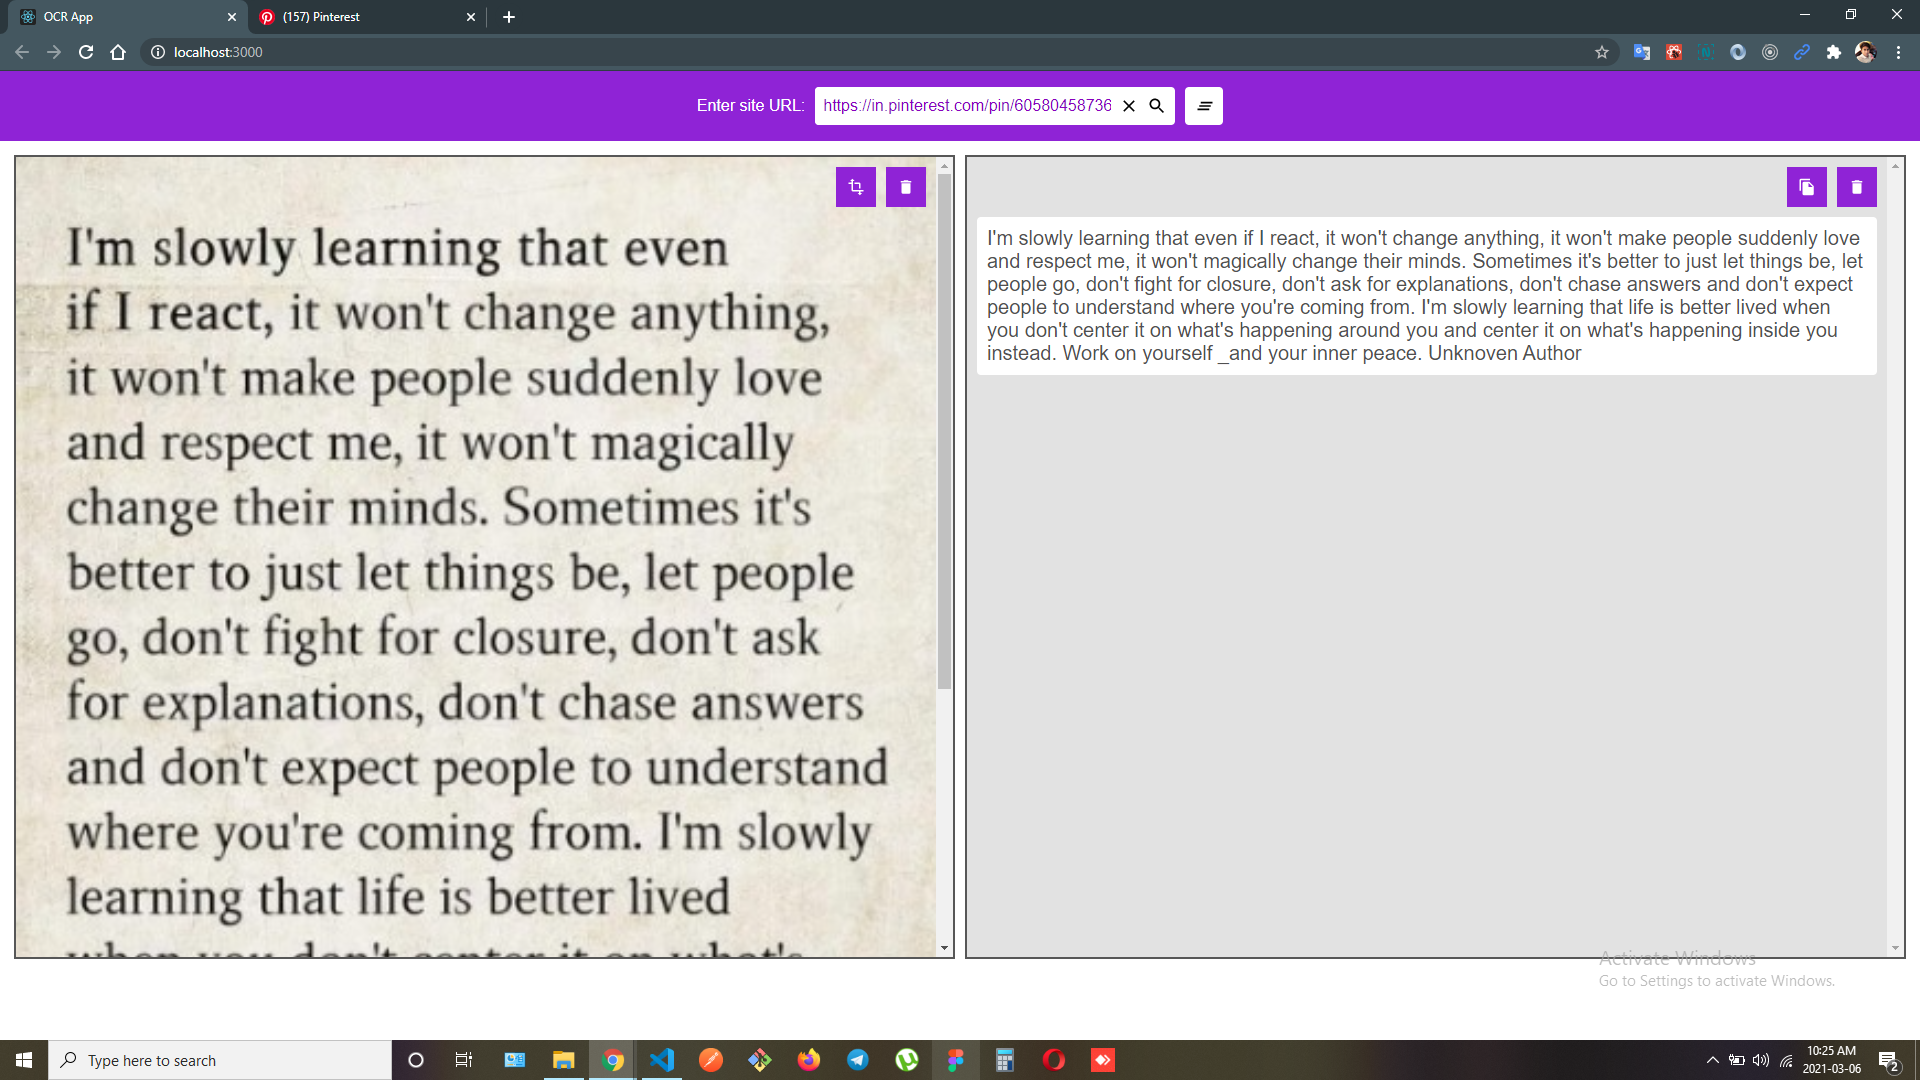 OCR App
(157) Pinterest
localhost:3000
Enter site URL:
https://in.pinterest.com/pin/60580458736
I'm slowly learning that even
if I react, it won't change anything,
it won't make people suddenly love
and respect me, it won't magically
change their minds. Sometimes it's
better to just let things be, let people
go, don't fight for closure, don't ask
for explanations, don't chase answers
and don't expect people to understand
where you're coming from. I'm slowly
learning that life is better lived
when you don't center it on what's
I'm slowly learning that even if I react, it won't change anything, it won't make people suddenly love
and respect me, it won't magically change their minds. Sometimes it's better to just let things be, let
people go, don't fight for closure, don't ask for explanations, don't chase answers and don't expect
people to understand where you're coming from. I'm slowly learning that life is better lived when
you don't center it on what's happening around you and center it on what's happening inside you
instead. Work on yourself _and your inner peace. Unknoven Author
Activate Windows
Go to Settings to activate Windows.
Type here to search
10:25 AM
2021-03-06
2